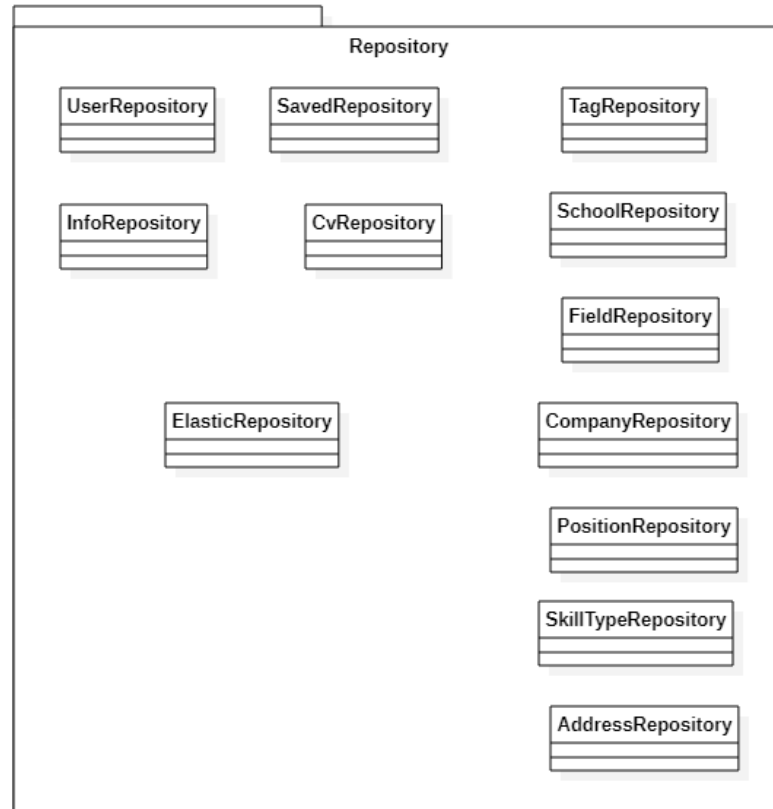 Repository
UserRepository
SavedRepository
TagRepository
InfoRepository
CvRepository
SchoolRepository
FieldRepository
ElasticRepository
CompanyRepository
PositionRepository
SkillTypeRepository
AddressRepository